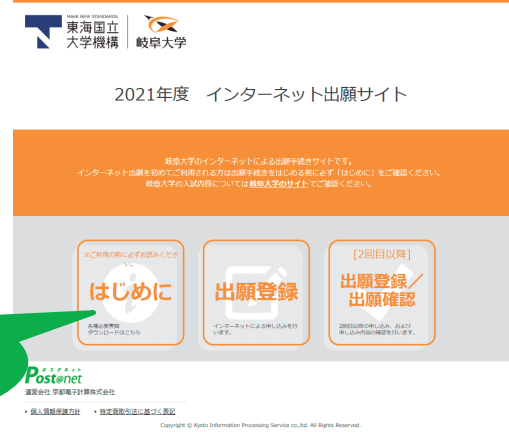 MAKE NEW STANDARDS.
東海国立
大学機構
岐阜大学
2021年度　インターネット出願サイト
岐阜大学のインターネットによる出願手続きサイトです。
インターネット出願を初めてご利用される方は出願手続きをはじめる前に必ず「はじめに」をご確認ください。
岐阜大学の入試内容については岐阜大学のサイトでご確認ください。
※ご利用の前に必ずお読みくださ
い。
はじめに
各種必要書類
ダウンロードはこちら
出願登録
インターネットによる申し込みを行
います。
[2回目以降]
出願登録／
出願確認
2回目以降の申し込み、および
申し込み内容の確認を行います。
ポスタネット
Post@net
運営会社 京都電子計算株式会社
個人情報保護方針
特定商取引法に基づく表記
Copyright © Kyoto Information Processing Service co.,ltd. All Rights Reserved.